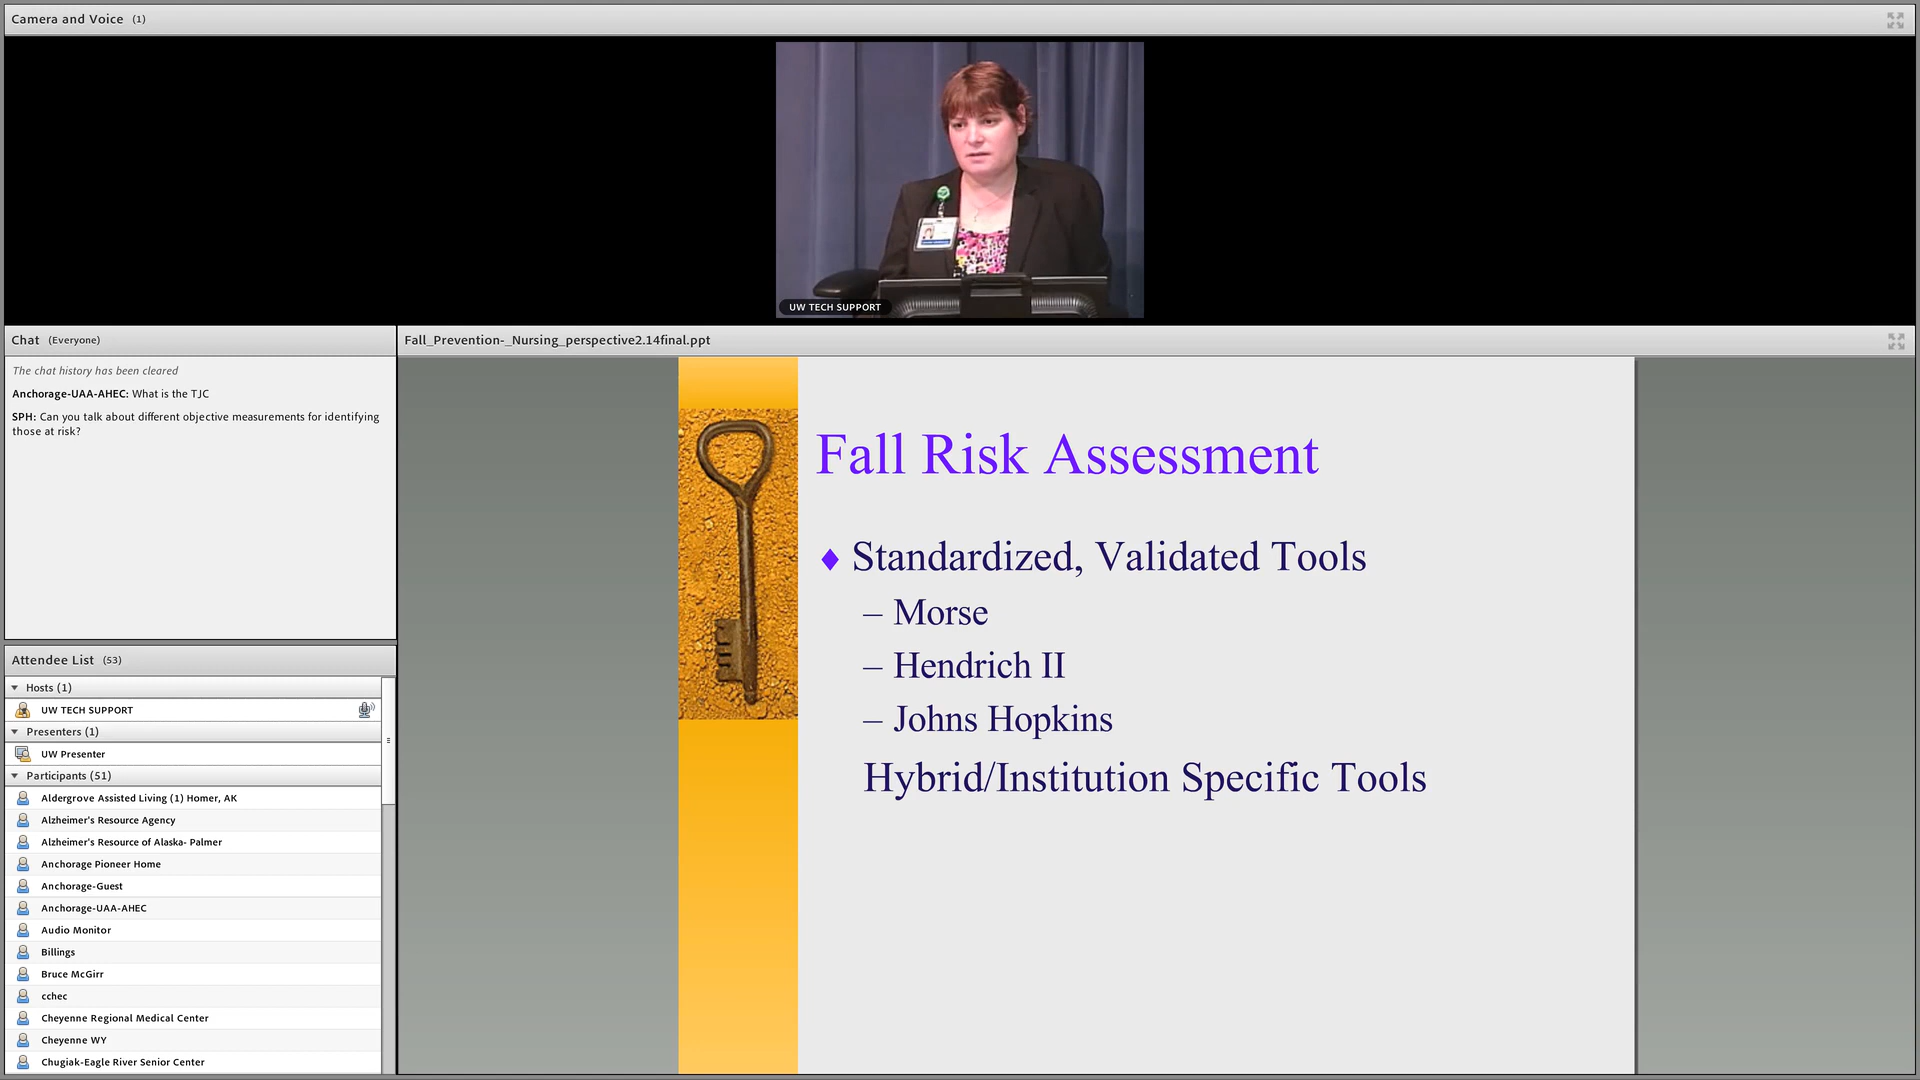 Camera and Voice (1)
UW TECH SUPPORT
Chat (Everyone)
The chat history has been cleared
Anchorage-UAA-AHEC: What is the TJC
SPH: Can you talk about different objective measurements for identifying
those at risk?
Attendee List (53)
Hosts (1)
UW TECH SUPPORT
Presenters (1)
UW Presenter
Participants (51)
Aldergrove Assisted Living (1) Homer, AK
Alzheimer's Resource Agency
Alzheimer's Resource of Alaska- Palmer
Anchorage Pioneer Home
Anchorage-Guest
Anchorage-UAA-AHEC
Audio Monitor
Billings
Bruce McGirr
cchec
Cheyenne Regional Medical Center
Cheyenne WY
Chugiak-Eagle River Senior Center
Fall_Prevention-_Nursing_perspective2.14final.ppt
Fall Risk Assessment
♦ Standardized, Validated Tools
– Morse
– Hendrich II
– Johns Hopkins
Hybrid/Institution Specific Tools